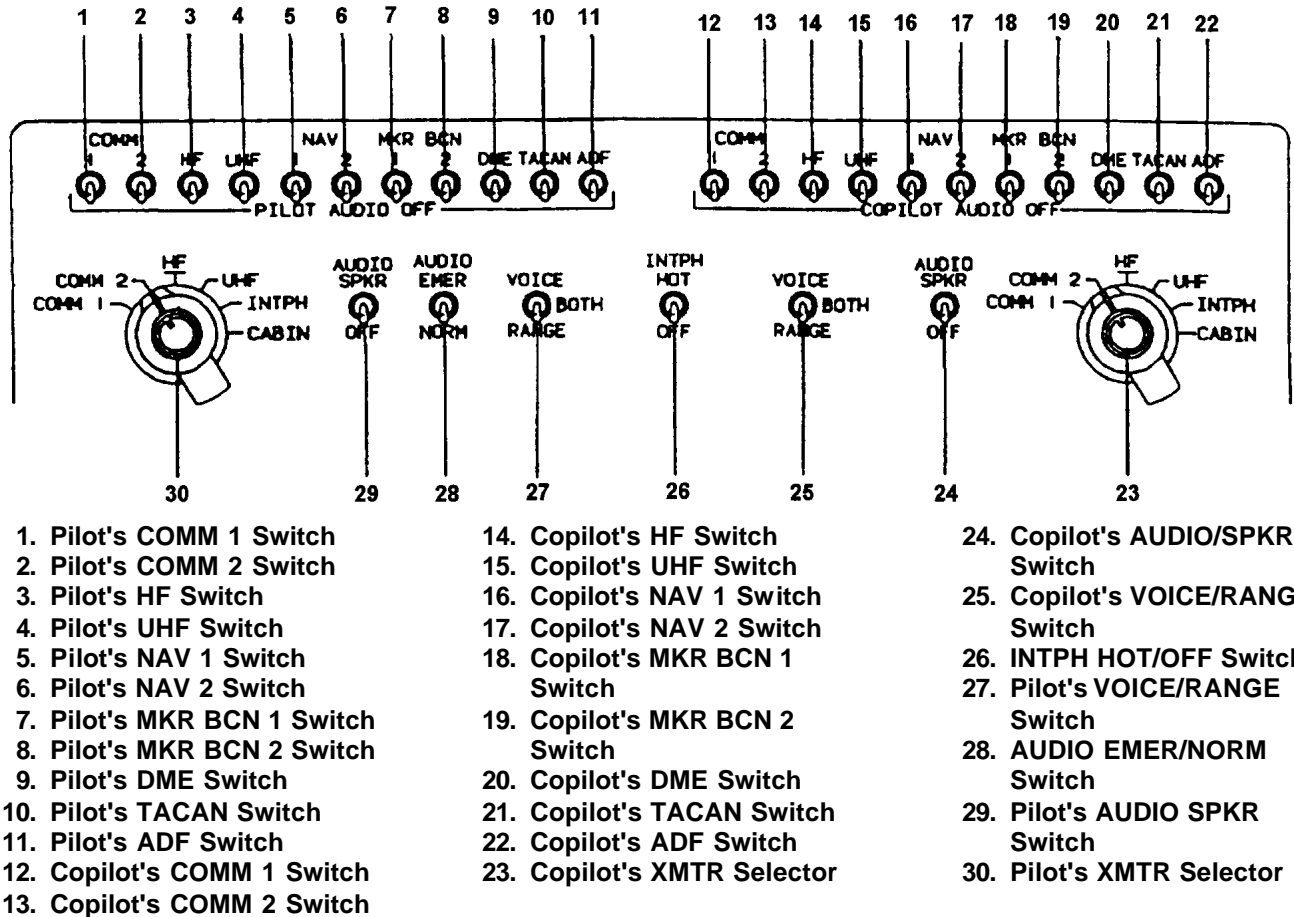 1 2 3 4 5 6 7 8 9 10 11 12 13 14 15 16 17 18 19 20 21 22
COMM NAV MKR BCN COMM NAV MKR BCN
1 2 HF UHF 1 2 1 2 DME TACAN ADF 1 2 HF UHF 1 2 1 2 DME TACAN ADF
PILOT AUDIO OFF COPILOT AUDIO OFF
COMM 1 COMM 2 HF UHF INTPH CABIN
AUDIO SPKR OFF
AUDIO EMER NORM
VOICE BOTH RANGE
INTPH HOT OFF
VOICE BOTH RANGE
AUDIO SPKR OFF
COMM 1 COMM 2 HF UHF INTPH CABIN
30 29 28 27 26 25 24 23
1. Pilot's COMM 1 Switch
2. Pilot's COMM 2 Switch
3. Pilot's HF Switch
4. Pilot's UHF Switch
5. Pilot's NAV 1 Switch
6. Pilot's NAV 2 Switch
7. Pilot's MKR BCN 1 Switch
8. Pilot's MKR BCN 2 Switch
9. Pilot's DME Switch
10. Pilot's TACAN Switch
11. Pilot's ADF Switch
12. Copilot's COMM 1 Switch
13. Copilot's COMM 2 Switch
14. Copilot's HF Switch
15. Copilot's UHF Switch
16. Copilot's NAV 1 Switch
17. Copilot's NAV 2 Switch
18. Copilot's MKR BCN 1
Switch
19. Copilot's MKR BCN 2
Switch
20. Copilot's DME Switch
21. Copilot's TACAN Switch
22. Copilot's ADF Switch
23. Copilot's XMTR Selector
24. Copilot's AUDIO/SPKR
Switch
25. Copilot's VOICE/RANG
Switch
26. INTPH HOT/OFF Switc
27. Pilot's VOICE/RANGE
Switch
28. AUDIO EMER/NORM
Switch
29. Pilot's AUDIO SPKR
Switch
30. Pilot's XMTR Selector